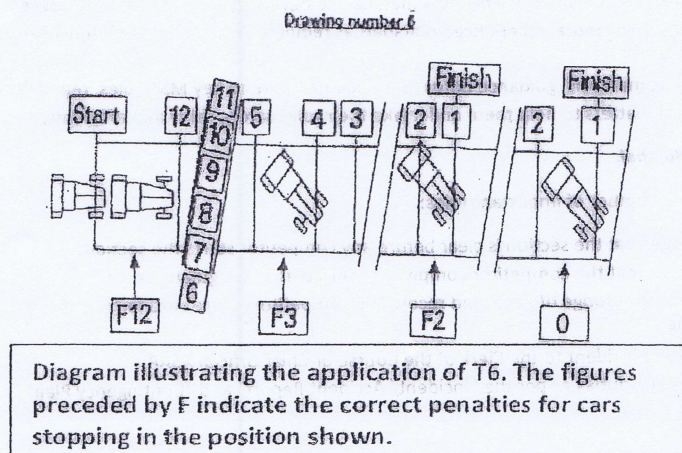 Drawing number 6
Finish Finish
Start 12 11 5 4 3 2 1 2 1
10
9
8
7
6
F12 F3 F2 0
Diagram illustrating the application of T6. The figures
preceded by F indicate the correct penalties for cars
stopping in the position shown.